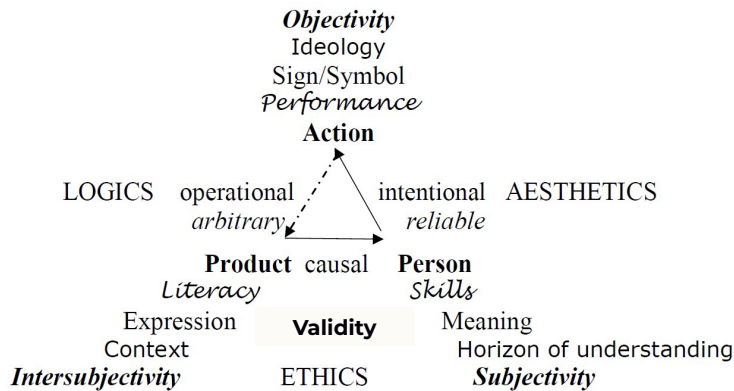 Objectivity
Ideology
Sign/Symbol
Performance
Action
LOGICS operational intentional AESTHETICS
arbitrary reliable
Product causal Person
Literacy Skills
Expression Validity Meaning
Context Horizon of understanding
Intersubjectivity ETHICS Subjectivity